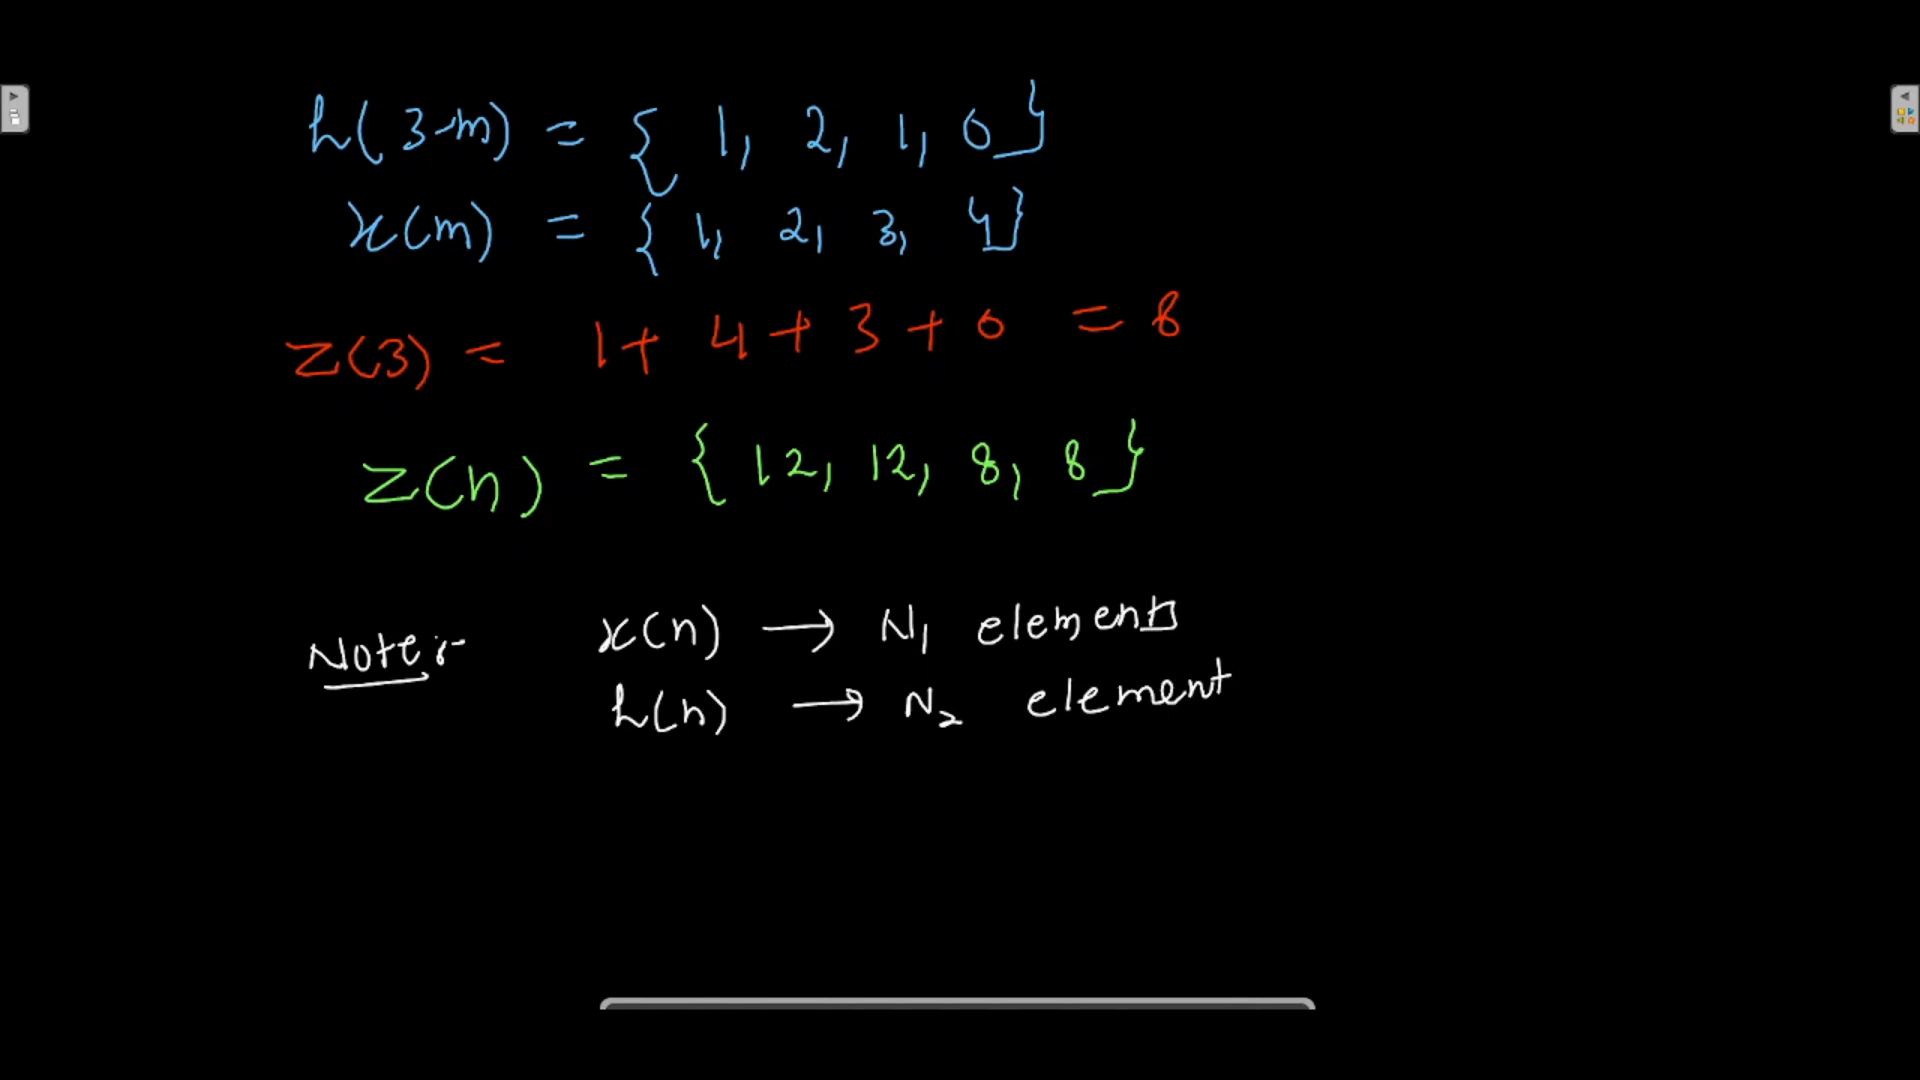 h(3-m) = { 1, 2, 1, 0}
x(m) = { 1, 2, 3, 4}
z(3) = 1+ 4+ 3+ 0 = 8
z(n) = { 12, 12, 8, 8}
Note:- x(n) → N₁ elements
h(n) → N₂ element